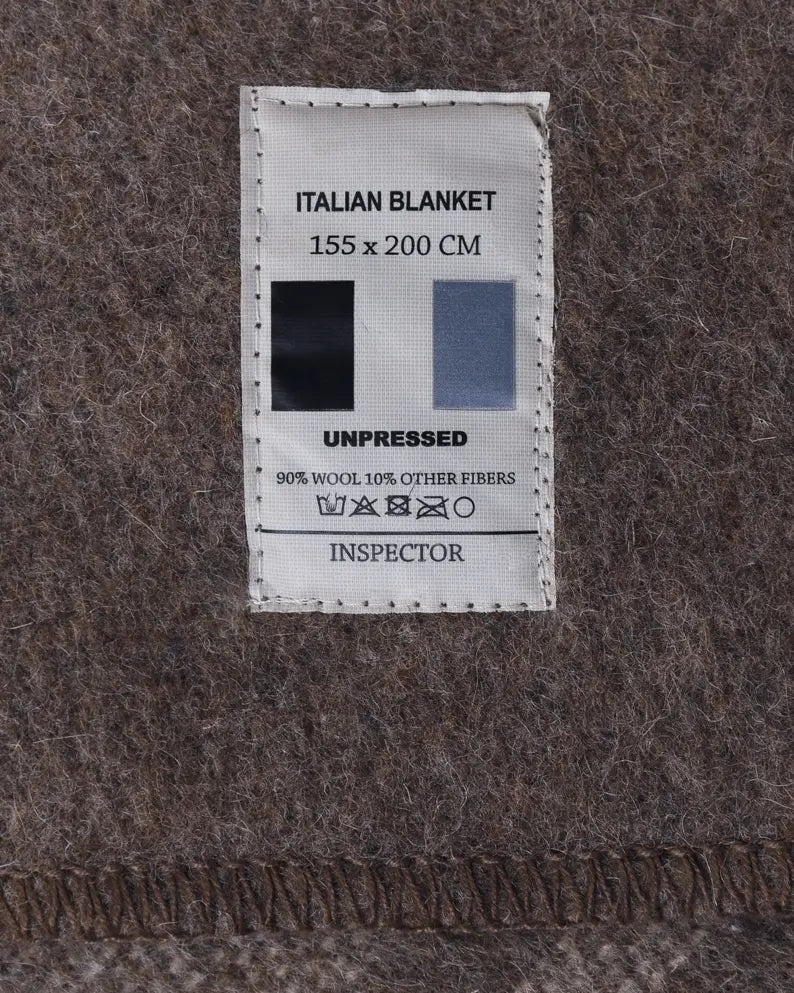 ITALIAN BLANKET
155 x 200 CM
UNPRESSED
90% WOOL 10% OTHER FIBERS
INSPECTOR